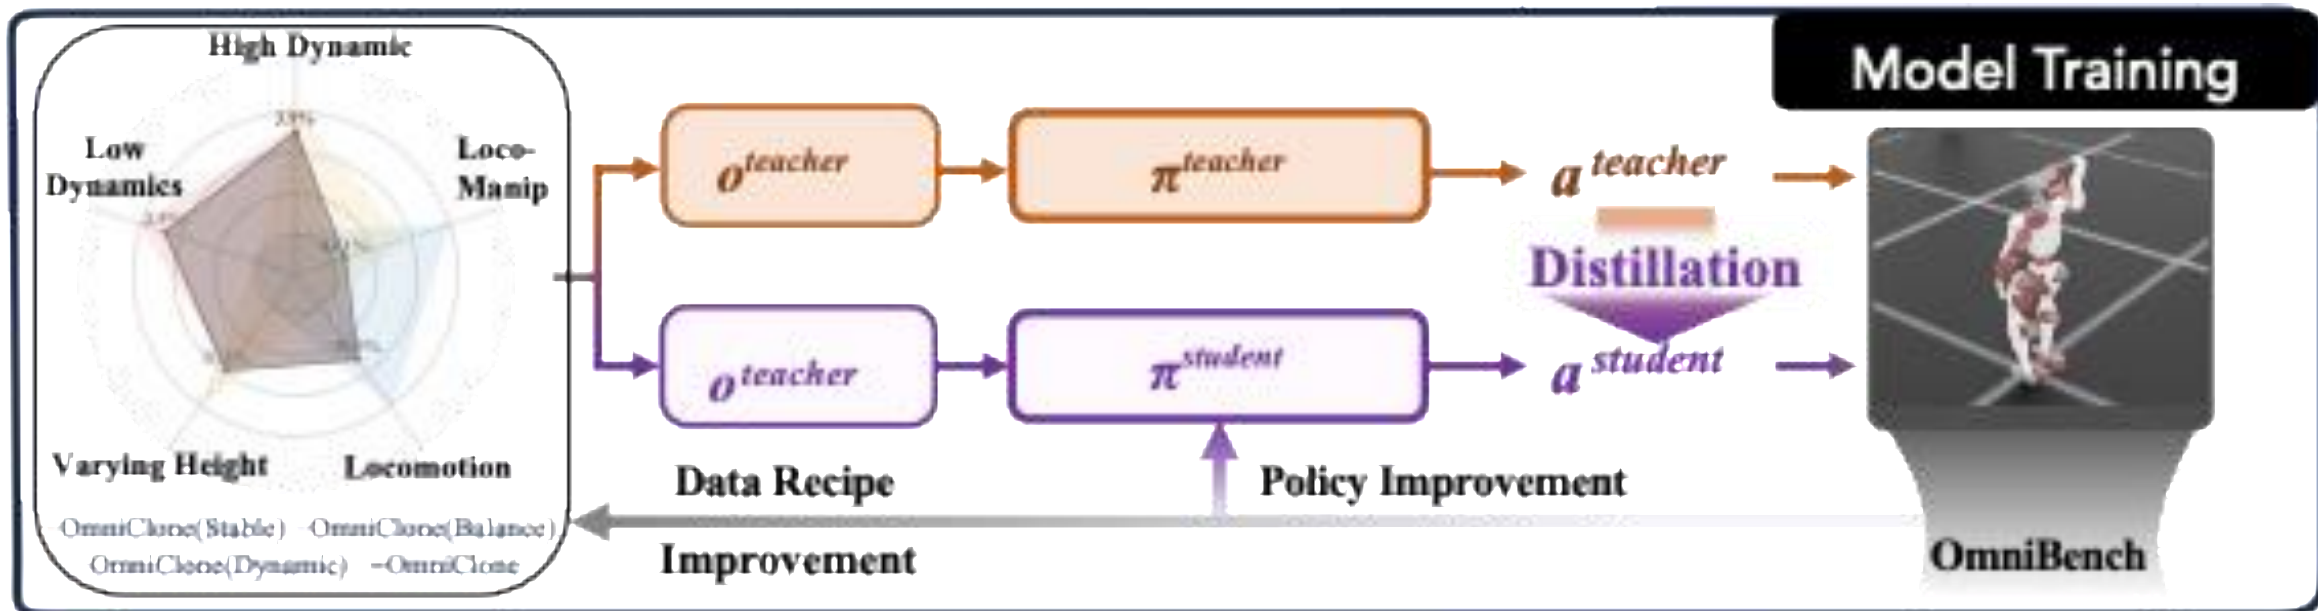 High Dynamic
Low
Dynamics
Loco-
Manip
Varying Height
Locomotion
OmniClone(Stable) OmniClone(Balance)
OmniClone(Dynamic) -OmniClone
o^teacher
π^teacher
a^teacher
Distillation
o^teacher
π^student
a^student
Data Recipe
Improvement
Policy Improvement
Model Training
OmniBench